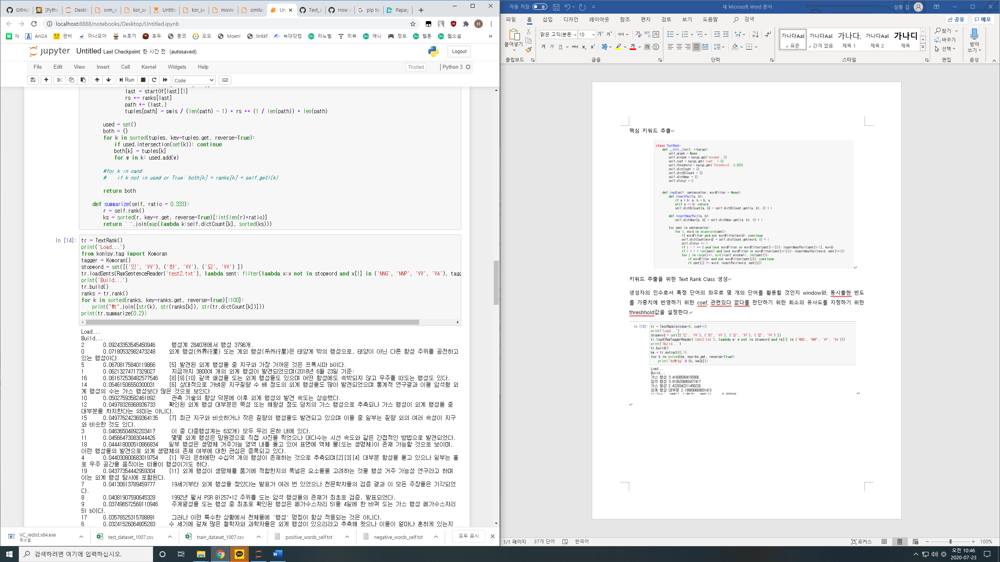 GitHub
[Pytho
Deskto
svm_se
kor_se
Untitle
kor_se
movie_
similar
Un
Text_a
How c
pip te
Papag
localhost:8888/notebooks/Desktop/Untitled.ipynb
N Ani24 펀비 마나모아 뉴토끼 호두 툰코 오오 Moeni linkkf 늑대닷컴 라노벨 리뷰 애니 정보 웹툰 웹소설 »
jupyter Untitled Last Checkpoint: 한 시간 전 (autosaved)
Logout
File Edit View Insert Cell Kernel Widgets Help
Trusted Python 3
Run Code
last = startOf[last][1]
rs *= ranks[last]
path += (last,)
tuples[path] = pmis / (len(path) - 1) * rs ** (1 / len(path)) * len(path)
used = set()
both = {}
for k in sorted(tuples, key=tuples.get, reverse=True):
if used.intersection(set(k)): continue
both[k] = tuples[k]
for w in k: used.add(w)
#for k in cand:
# if k not in used or True: both[k] = ranks[k] * self.getI(k)
return both
def summarize(self, ratio = 0.333):
r = self.rank()
ks = sorted(r, key=r.get, reverse=True)[:int(len(r)*ratio)]
return ' '.join(map(lambda k:self.dictCount[k], sorted(ks)))
In [14]: tr = TextRank()
print('Load...')
from konlpy.tag import Komoran
tagger = Komoran()
stopword = set([('있', 'VV'), ('하', 'VV'), ('되', 'VV') ])
tr.loadSents(RawSentenceReader('test2.txt'), lambda sent: filter(lambda x:x not in stopword and x[1] in ('NNG', 'NNP', 'VV', 'VA'), tagg
print('Build...')
tr.build()
ranks = tr.rank()
for k in sorted(ranks, key=ranks.get, reverse=True)[:100]:
print("₩t".join([str(k), str(ranks[k]), str(tr.dictCount[k])]))
print(tr.summarize(0.2))
Load...
Build...
2 0.09243353545450946 행성계 2840개에서 행성 3796개.
0 0.07180532982473248 외계 행성(外界行星) 또는 계외 행성(系外行星)은 태양계 밖의 행성으로, 태양이 아닌 다른 항성 주위를 공전하고
있는 행성이다.
5 0.06708175840119866 [5] 발견된 외계 행성들 중 지구와 가장 가까운 것은 프록시마 b이다.
1 0.06213274717329027 지금까지 3800여 개의 외계 행성이 발견되었으며(2018년 6월 23일 기준:
16 0.061672538482577546 [8][9][10] 갈색 왜성을 도는 외계 행성들도 있으며 어떤 항성에도 속박되지 않고 우주를 떠도는 행성도 있다.
14 0.05461506550300031 [6] 상대적으로 가벼운 지구질량 수 배 정도의 외계 행성들도 많이 발견되었으며 통계적 연구결과 이들 암석형 외
계 행성의 수는 가스 행성보다 많은 것으로 보인다.
10 0.05027593582461892 관측 기술의 향상 덕분에 이후 외계 행성의 발견 속도는 상승했다.
12 0.04978326968936733 확인된 외계 행성 대부분은 목성 또는 해왕성 정도 덩치의 가스 행성으로 추측되나 가스 행성이 외계 행성들 중
대부분을 차지한다는 의미는 아니다.
15 0.049776242369364135 [7] 최근 지구와 비슷하거나 작은 질량의 행성들도 발견되고 있으며 이들 중 일부는 질량 외의 여러 속성이 지구
와 비슷한 것도 있다.
3 0.04636504892203417 이 중 다중행성계는 632개) 모두 우리 은하 내에 있다.
11 0.04566473083044426 몇몇 외계 행성은 망원경으로 직접 사진을 찍었으나 대다수는 시선 속도와 같은 간접적인 방법으로 발견되었다.
18 0.044418000510866834 일부 행성은 생명체 거주가능 영역 내를 돌고 있어 표면에 액체 물(또는 생명체)이 존재 가능할 것으로 보이며,
이런 행성들의 발견으로 외계 생명체의 존재 여부에 대한 관심은 증폭되고 있다.
4 0.044030800683019754 [1] 우리 은하에만 수십억 개의 행성이 존재하는 것으로 추측되며[2][3][4] 대부분 항성을 돌고 있으나 일부는 홀
로 우주 공간을 움직이는 떠돌이 행성이기도 하다.
19 0.04377354442959304 [11] 외계 행성이 생명체를 품기에 적합한지의 폭넓은 요소들을 고려하는 것을 행성 거주 가능성 연구라고 하며
이는 외계 행성 탐사에 포함된다.
7 0.04130613789459777 19세기부터 외계 행성을 찾았다는 발표가 여러 번 있었으나 천문학자들의 검증 결과 이 모든 주장들은 기각되었
다.
8 0.04081907590645328 1992년 펄서 PSR B1257+12 주위를 도는 암석 행성들의 존재가 최초로 검증, 발표되었다.
9 0.037496572568110946 주계열성을 도는 행성 중 최초로 확인된 행성은 페가수스자리 51을 4일에 한 바퀴 도는 가스 행성 페가수스자리
51 b이다.
17 0.03576525315788891 그러나 이런 특수한 상황에서 천체들에 '행성' 명칭이 항상 적용되는 것은 아니다.
6 0.03241526064805283 수 세기에 걸쳐 많은 철학자와 과학자들은 외계 행성이 있으리라고 추측해 왔으나 이들이 얼마나 흔하게 있는지
VC_redist.x64.exe
취소됨
test_dataset_1007.csv
train_dataset_1007.csv
positive_words_self.txt
negative_words_self.txt
모두 표시
자동 저장 끔
새 Microsoft Word 문서
성종 김
파일 홈 삽입 디자인 레이아웃 참조 편지 검토 보기 도움말 검색
공유 메모
붙여넣기
클립보드
맑은 고딕(본문 10
글꼴
단락
가나다AaE 가나다AaE 가나다, 가나다AaE 가나다
표준 간격 없음 제목 1 제목 2 제목
스타일
찾기
바꾸기
선택
편집
받아
쓰기
음성
핵심 키워드 추출
class TextRank:
def __init__(self, **kargs):
self.graph = None
self.window = kargs.get('window', 5)
self.coef = kargs.get('coef', 1.0)
self.threshold = kargs.get('threshold', 0.005)
self.dictCount = {}
self.dictBiCount = {}
self.dictNear = {}
self.nTotal = 0
def load(self, sentenceIter, wordFilter = None):
def insertPair(a, b):
if a > b: a, b = b, a
elif a == b: return
self.dictBiCount[a, b] = self.dictBiCount.get((a, b), 0) + 1
def insertNearPair(a, b):
self.dictNear[a, b] = self.dictNear.get((a, b), 0) + 1
for sent in sentenceIter:
for i, word in enumerate(sent):
if wordFilter and not wordFilter(word): continue
self.dictCount[word] = self.dictCount.get(word, 0) + 1
self.nTotal += 1
if i - 1 >= 0 and (not wordFilter or wordFilter(sent[i-1])): insertNearPair(sent[i-1], word)
if i + 1 < len(sent) and (not wordFilter or wordFilter(sent[i+1])): insertNearPair(word, sent[i+1])
for j in range(i+1, min(i+self.window+1, len(sent))):
if wordFilter and not wordFilter(sent[j]): continue
if sent[j] != word: insertPair(word, sent[j])
키워드 추출을 위한 Text Rank Class 생성
생성자의 인수로서 특정 단어의 좌우로 몇 개의 단어를 활용할 것인지 window와, 동시출현 빈도
를 가중치에 반영하기 위한 coef, 관련있다 없다를 판단하기 위한 최소의 유사도를 지정하기 위한
threshhold값을 설정한다.
In [15]: tr = TextRank(window=5, coef=1)
print('Load...')
stopword = set([('있', 'VV'), ('하', 'VV'), ('되', 'VV'), ('없', 'VV') ])
tr.load(RawTaggerReader('test2.txt'), lambda w: w not in stopword and (w[1] in ('NNG', 'NNP', 'VV', 'VA')))
print('Build...')
tr.build()
kw = tr.extract(0.1)
for k in sorted(kw, key=kw.get, reverse=True):
print("%s₩t%g" % (k, kw[k]))
Load...
Build...
가스 행성 3.416085994155906
암석 행성 3.0106208860477417
가스 행성 2.4228342211456226
외계 행성 대부분 2.199690669831413
1/1 페이지 37개 단어 한국어
포커스
100%
검색하려면 여기에 입력하십시오.
오전 10:46
2020-07-23